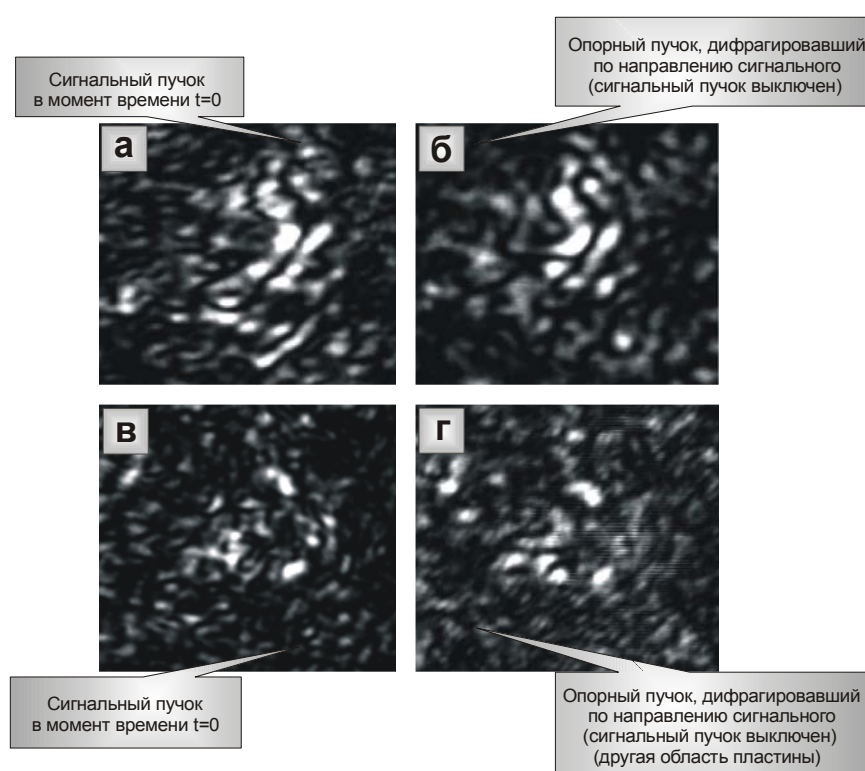 Сигнальный пучок
в момент времени t=0
Опорный пучок, дифрагировавший
по направлению сигнального
(сигнальный пучок выключен)
а
б
в
г
Сигнальный пучок
в момент времени t=0
Опорный пучок, дифрагировавший
по направлению сигнального
(сигнальный пучок выключен)
(другая область пластины)